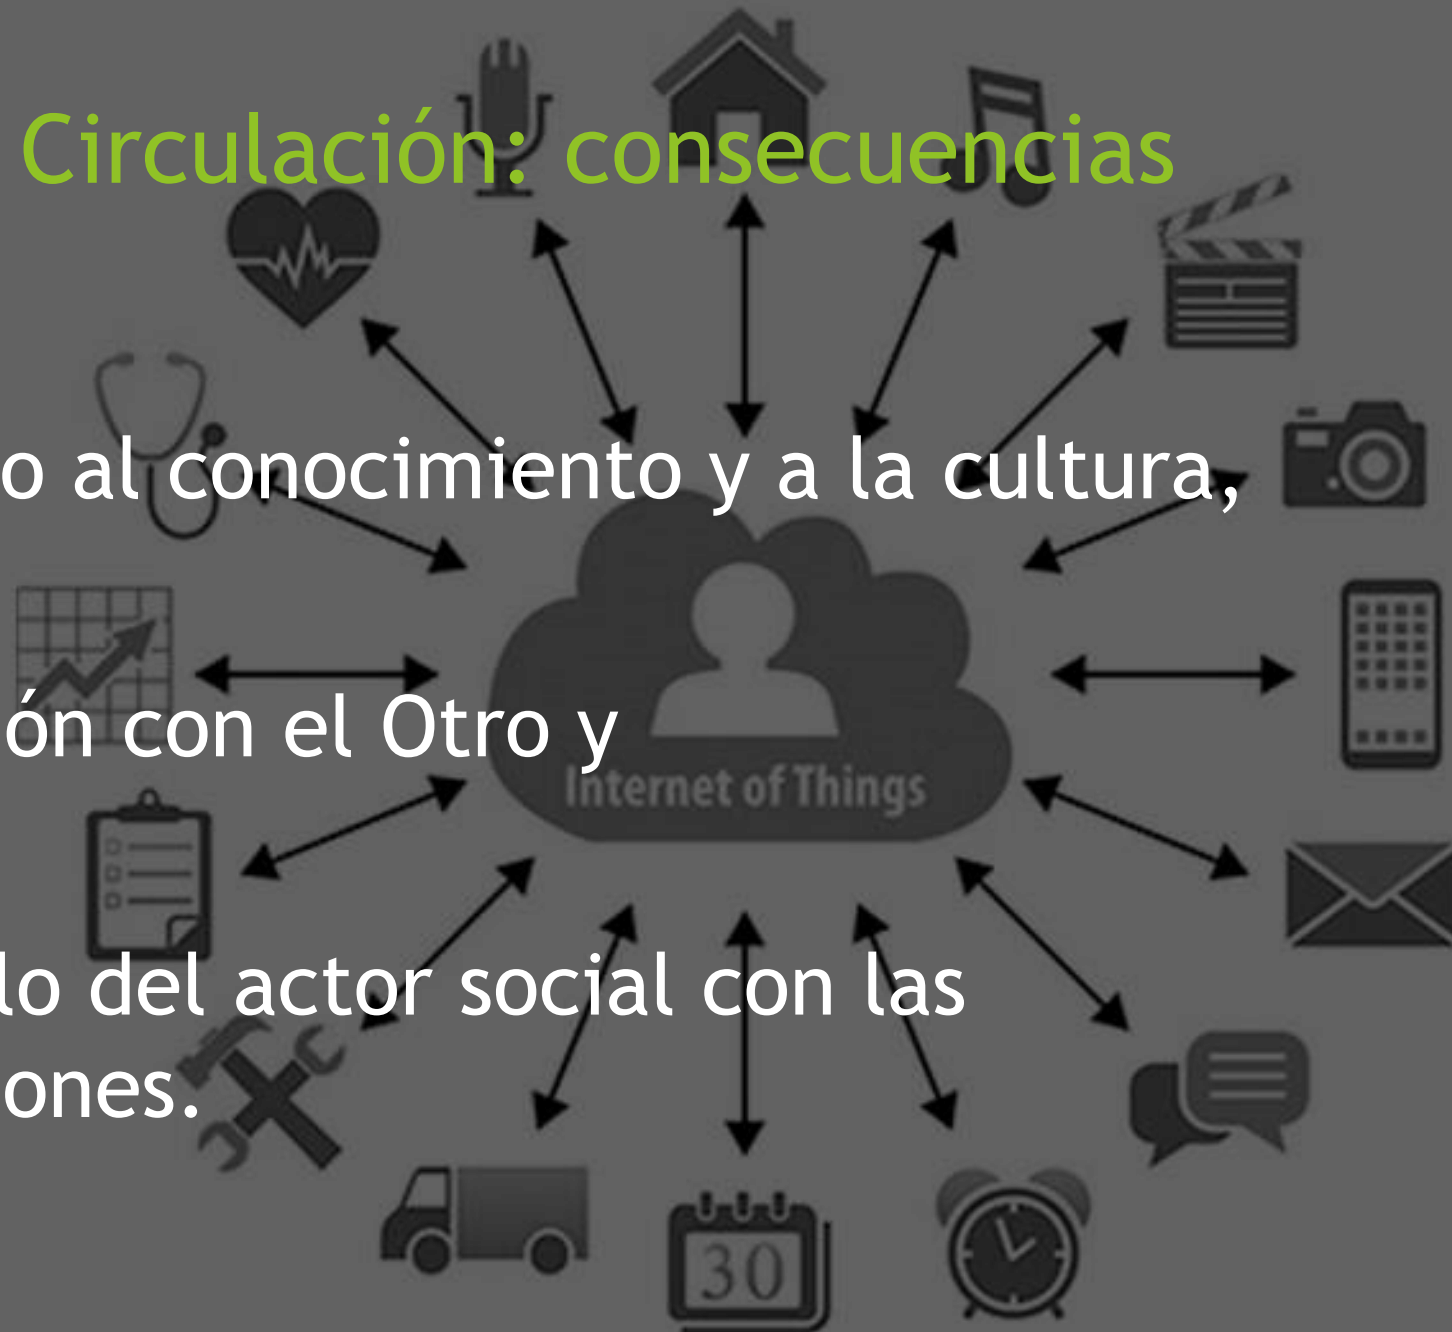 Circulación: consecuencias
o al conocimiento y a la cultura,
ón con el Otro y
Internet of Things
lo del actor social con las
ones.
30